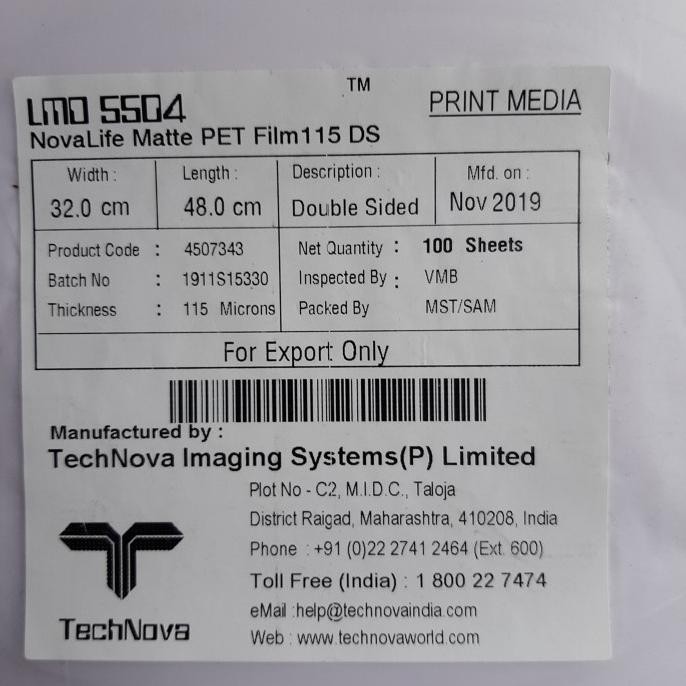 LMD 5504 ™ PRINT MEDIA
NovaLife Matte PET Film115 DS
Width : Length : Description : Mfd. on :
32.0 cm 48.0 cm Double Sided Nov 2019
Product Code : 4507343 Net Quantity : 100 Sheets
Batch No : 1911S15330 Inspected By : VMB
Thickness : 115 Microns Packed By MST/SAM
For Export Only
Manufactured by :
TechNova Imaging Systems(P) Limited
Plot No - C2, M.I.D.C., Taloja
District Raigad, Maharashtra, 410208, India
Phone : +91 (0)22 2741 2464 (Ext. 600)
Toll Free (India) : 1 800 22 7474
eMail :help@technovaindia.com
Web : www.technovaworld.com
TechNova